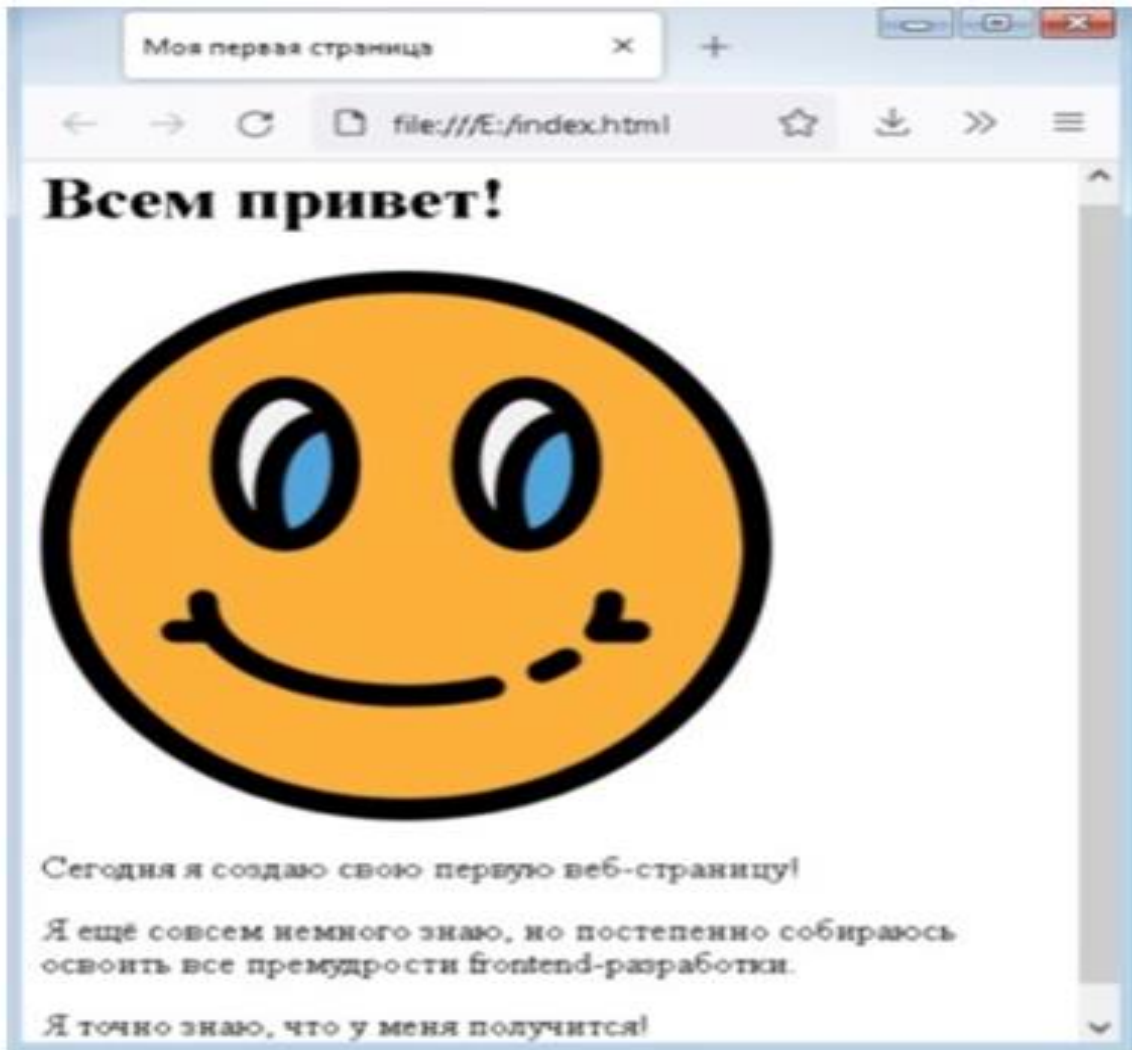 Моя первая страница
file:///E:/index.html
Всем привет!
Сегодня я создаю свою первую веб-страницу!
Я ещё совсем немного знаю, но постепенно собираюсь
освоить все премудрости frontend-разработки.
Я точно знаю, что у меня получится!